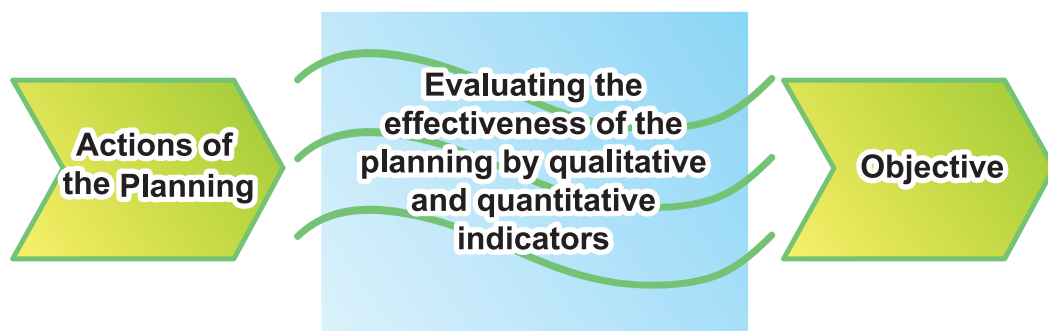 Actions of
the Planning
Evaluating the
effectiveness of the
planning by qualitative
and quantitative
indicators
Objective